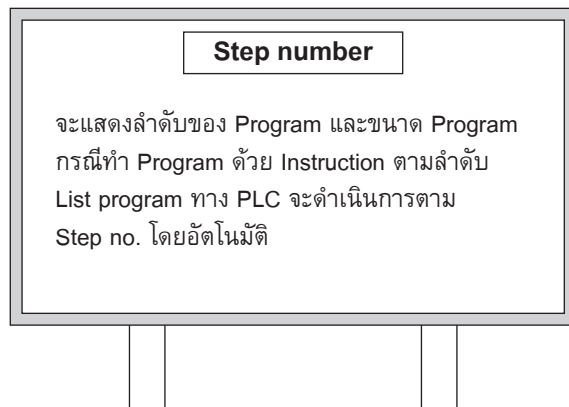 Step number
จะแสดงลำดับของ Program และขนาด Program
กรณีทำ Program ด้วย Instruction ตามลำดับ
List program ทาง PLC จะดำเนินการตาม
Step no. โดยอัตโนมัติ